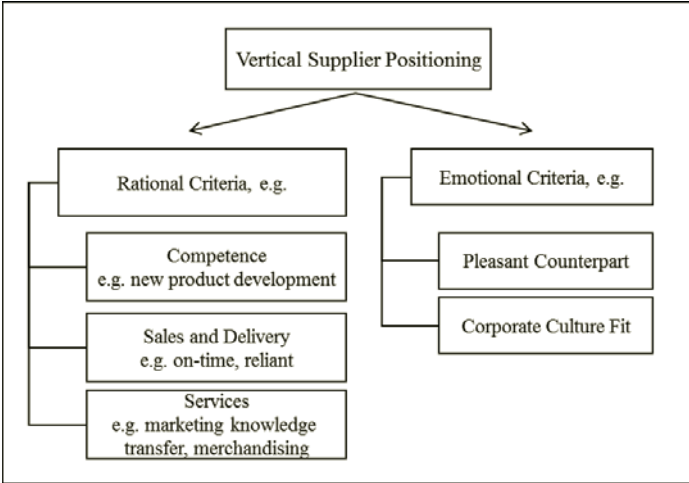 Vertical Supplier Positioning
Rational Criteria, e.g.
Competence
e.g. new product development
Sales and Delivery
e.g. on-time, reliant
Services
e.g. marketing knowledge
transfer, merchandising
Emotional Criteria, e.g.
Pleasant Counterpart
Corporate Culture Fit